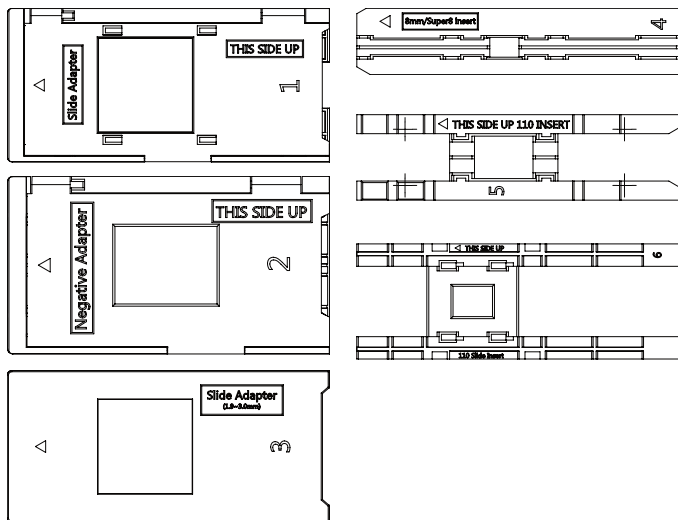 Slide Adapter
THIS SIDE UP
1
Negative Adapter
THIS SIDE UP
2
Slide Adapter
(1.9~3.0mm)
3
8mm/Super8 Insert
4
THIS SIDE UP 110 INSERT
5
THIS SIDE UP
6
110 Slide Insert